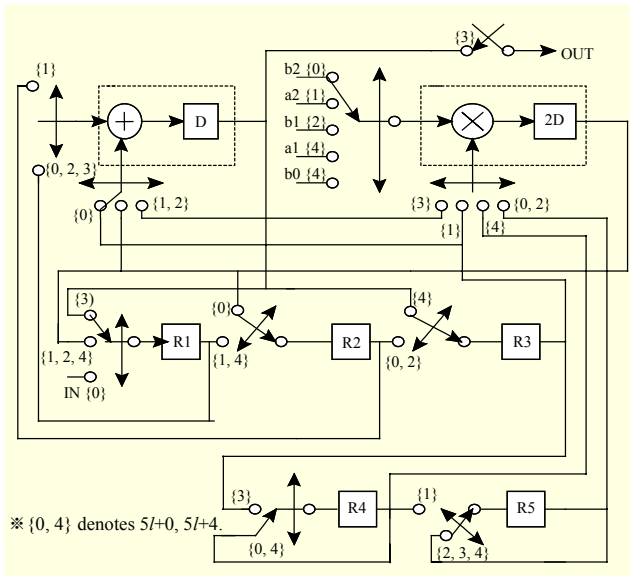 {3}
OUT
{1}
b2 {0}
a2 {1}
b1 {2}
a1 {4}
b0 {4}
+
D
×
2D
{0, 2, 3}
{0}
{1, 2}
{3}
{1}
{4}
{0, 2}
{3)
{0}
{4}
{1, 2, 4}
R1
{1, 4}
R2
{0, 2}
R3
IN {0}
{3}
R4
{1}
R5
{0, 4}
{2, 3, 4}
※{0, 4} denotes 5l+0, 5l+4.